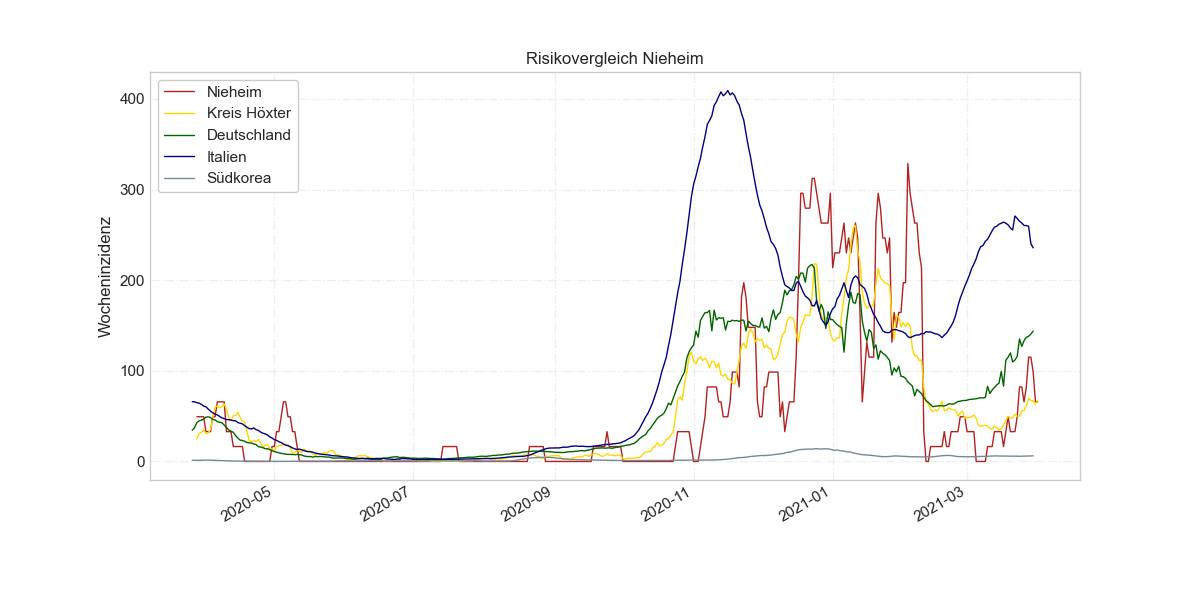 Risikovergleich Nieheim
Nieheim
Kreis Höxter
Deutschland
Italien
Südkorea
Wocheninzidenz
400
300
200
100
0
2020-05
2020-07
2020-09
2020-11
2021-01
2021-03